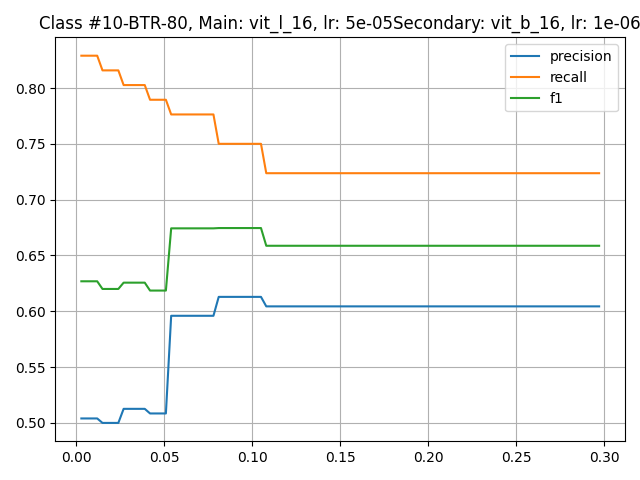 Class #10-BTR-80, Main: vit_l_16, lr: 5e-05Secondary: vit_b_16, lr: 1e-06
precision
recall
f1
0.80
0.75
0.70
0.65
0.60
0.55
0.50
0.00 0.05 0.10 0.15 0.20 0.25 0.30